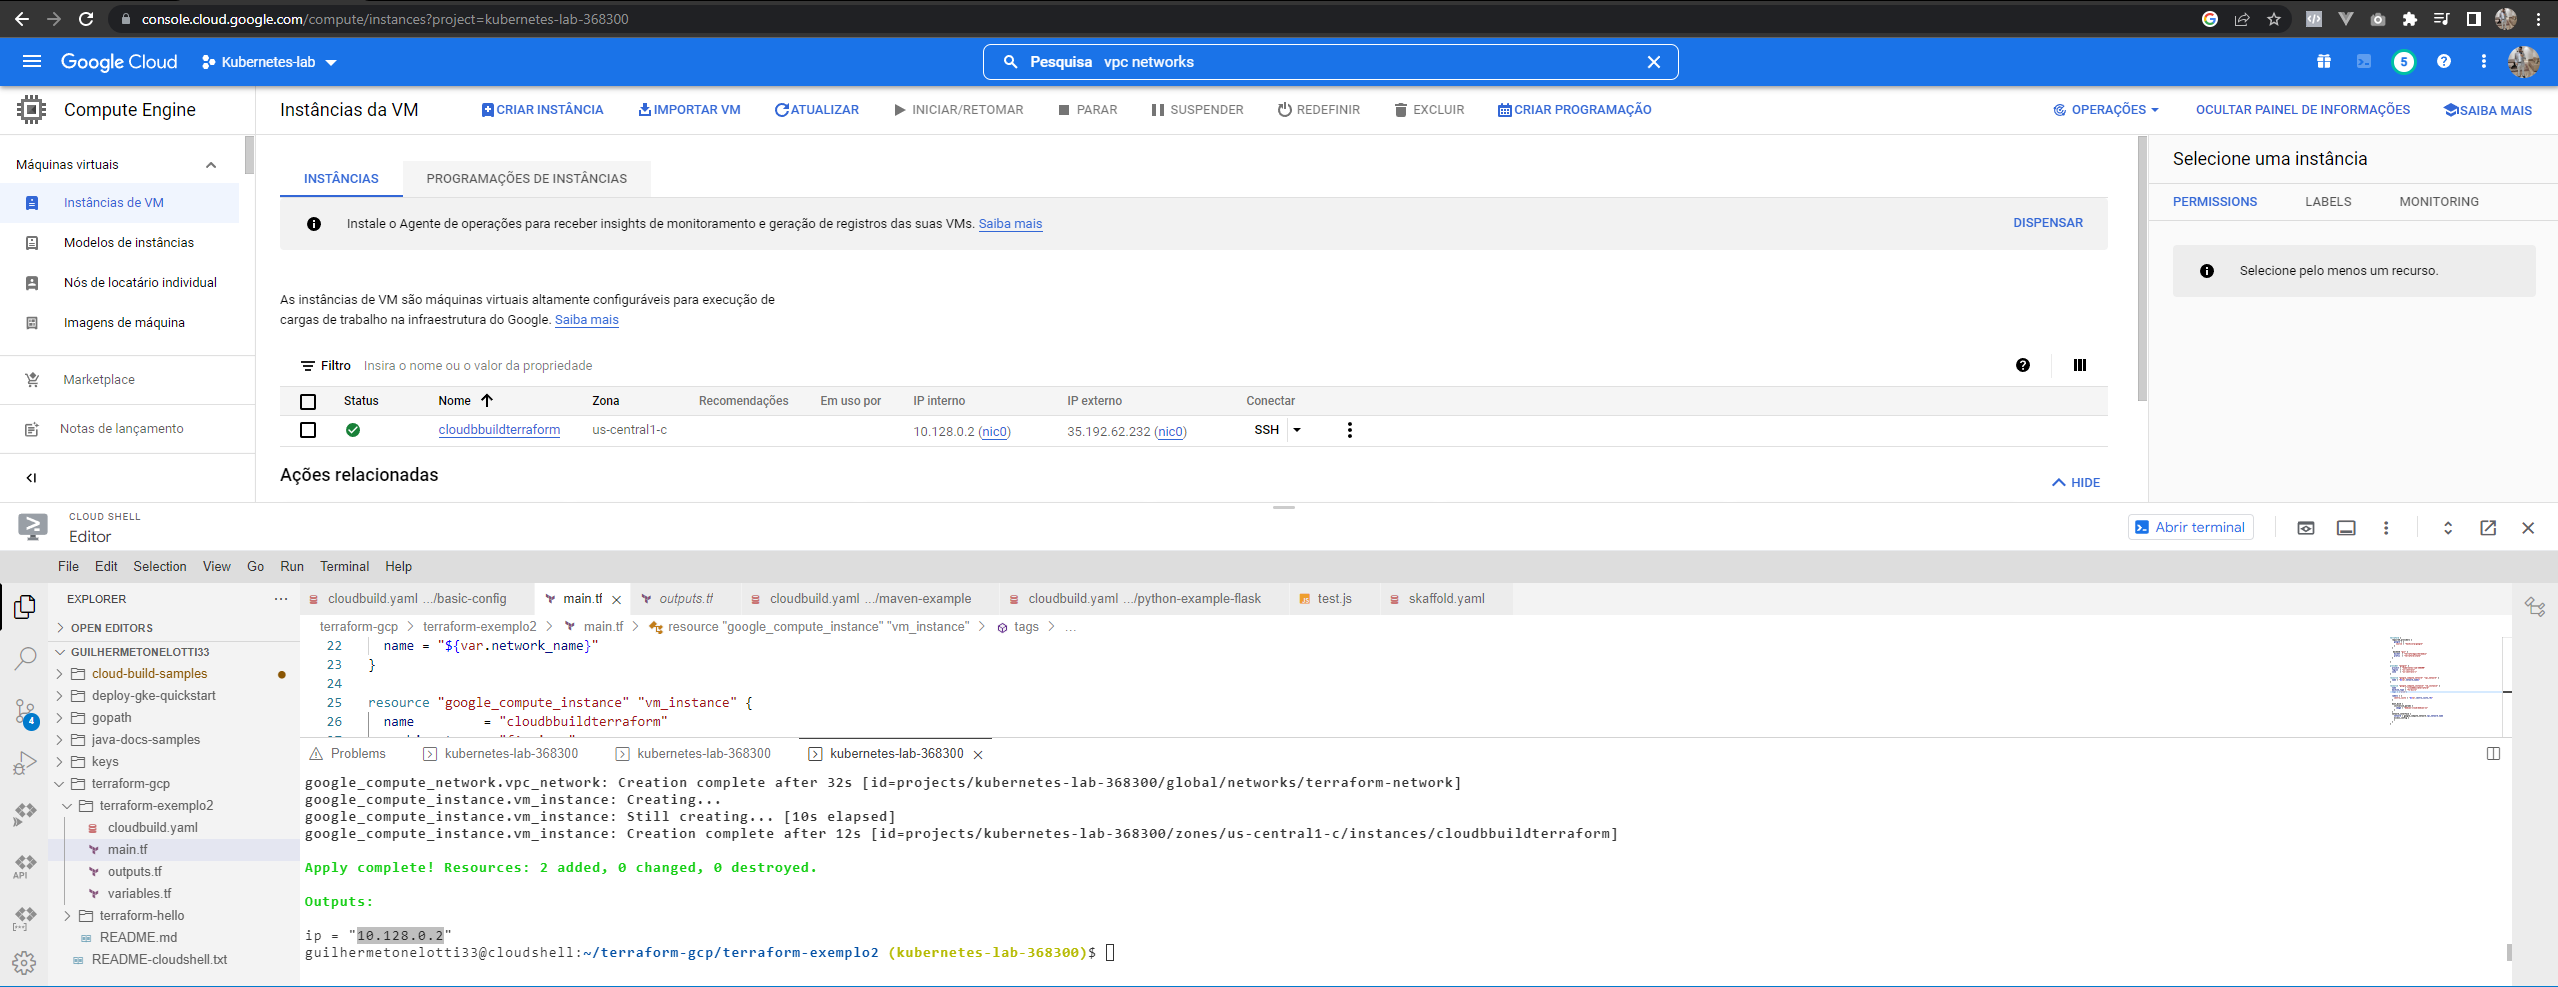 console.cloud.google.com/compute/instances?project=kubernetes-lab-368300
Google Cloud
Kubernetes-lab
Pesquisa vpc networks
5
Compute Engine
Instâncias da VM
CRIAR INSTÂNCIA
IMPORTAR VM
ATUALIZAR
INICIAR/RETOMAR
PARAR
SUSPENDER
REDEFINIR
EXCLUIR
CRIAR PROGRAMAÇÃO
OPERAÇÕES
OCULTAR PAINEL DE INFORMAÇÕES
SAIBA MAIS
Máquinas virtuais
Instâncias de VM
Modelos de instâncias
Nós de locatário individual
Imagens de máquina
Marketplace
Notas de lançamento
INSTÂNCIAS
PROGRAMAÇÕES DE INSTÂNCIAS
Instale o Agente de operações para receber insights de monitoramento e geração de registros das suas VMs. Saiba mais
DISPENSAR
As instâncias de VM são máquinas virtuais altamente configuráveis para execução de
cargas de trabalho na infraestrutura do Google. Saiba mais
Filtro Insira o nome ou o valor da propriedade
Status Nome Zona Recomendações Em uso por IP interno IP externo Conectar
cloudbbuildterraform us-central1-c 10.128.0.2 (nic0) 35.192.62.232 (nic0) SSH
Ações relacionadas
HIDE
Selecione uma instância
PERMISSIONS LABELS MONITORING
Selecione pelo menos um recurso.
CLOUD SHELL
Editor
Abrir terminal
File Edit Selection View Go Run Terminal Help
EXPLORER
OPEN EDITORS
GUILHERMETONELOTTI33
cloud-build-samples
deploy-gke-quickstart
gopath
4
java-docs-samples
keys
terraform-gcp
terraform-exemplo2
cloudbuild.yaml
main.tf
API
outputs.tf
variables.tf
terraform-hello
README.md
README-cloudshell.txt
cloudbuild.yaml .../basic-config
main.tf
outputs.tf
cloudbuild.yaml .../maven-example
cloudbuild.yaml .../python-example-flask
test.js
skaffold.yaml
terraform-gcp > terraform-exemplo2 > main.tf > resource "google_compute_instance" "vm_instance" > tags > ...
22 name = "${var.network_name}"
23 }
24
25 resource "google_compute_instance" "vm_instance" {
26 name = "cloudbbuildterraform"
Problems
kubernetes-lab-368300
kubernetes-lab-368300
kubernetes-lab-368300
google_compute_network.vpc_network: Creation complete after 32s [id=projects/kubernetes-lab-368300/global/networks/terraform-network]
google_compute_instance.vm_instance: Creating...
google_compute_instance.vm_instance: Still creating... [10s elapsed]
google_compute_instance.vm_instance: Creation complete after 12s [id=projects/kubernetes-lab-368300/zones/us-central1-c/instances/cloudbbuildterraform]
Apply complete! Resources: 2 added, 0 changed, 0 destroyed.
Outputs:
ip = "10.128.0.2"
guilhermetonelotti33@cloudshell:~/terraform-gcp/terraform-exemplo2 (kubernetes-lab-368300)$